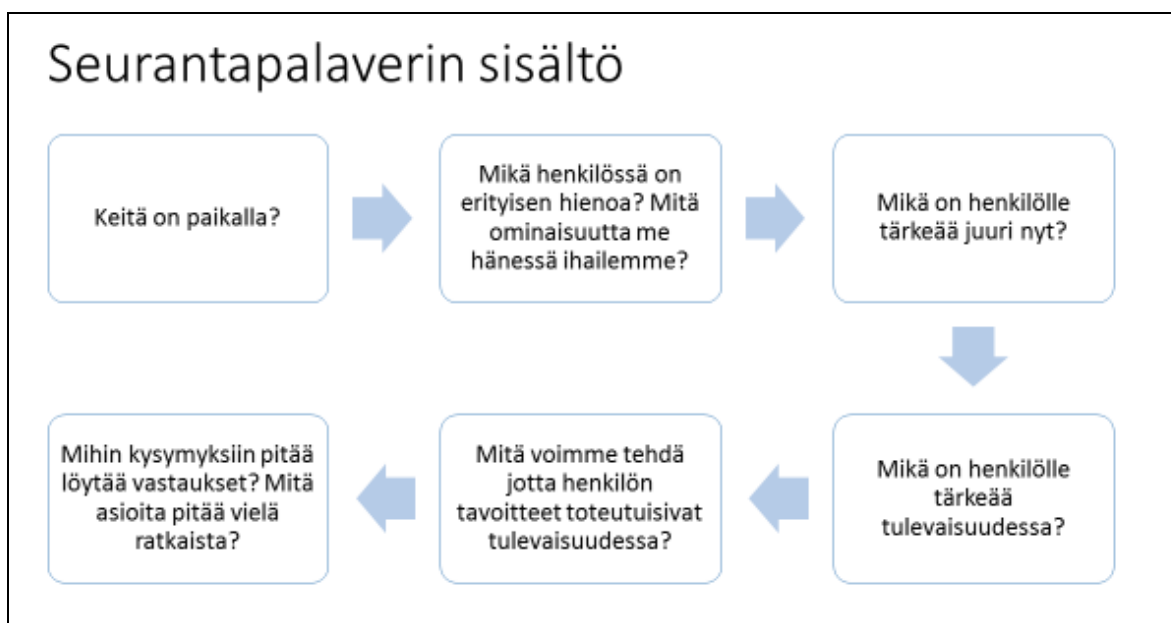 Seurantapalaverin sisältö
Keitä on paikalla?
Mikä henkilössä on
erityisen hienoa? Mitä
ominaisuutta me
hänessä ihailemme?
Mikä on henkilölle
tärkeää juuri nyt?
Mikä on henkilölle
tärkeää
tulevaisuudessa?
Mitä voimme tehdä
jotta henkilön
tavoitteet toteutuisivat
tulevaisuudessa?
Mihin kysymyksiin pitää
löytää vastaukset? Mitä
asioita pitää vielä
ratkaista?